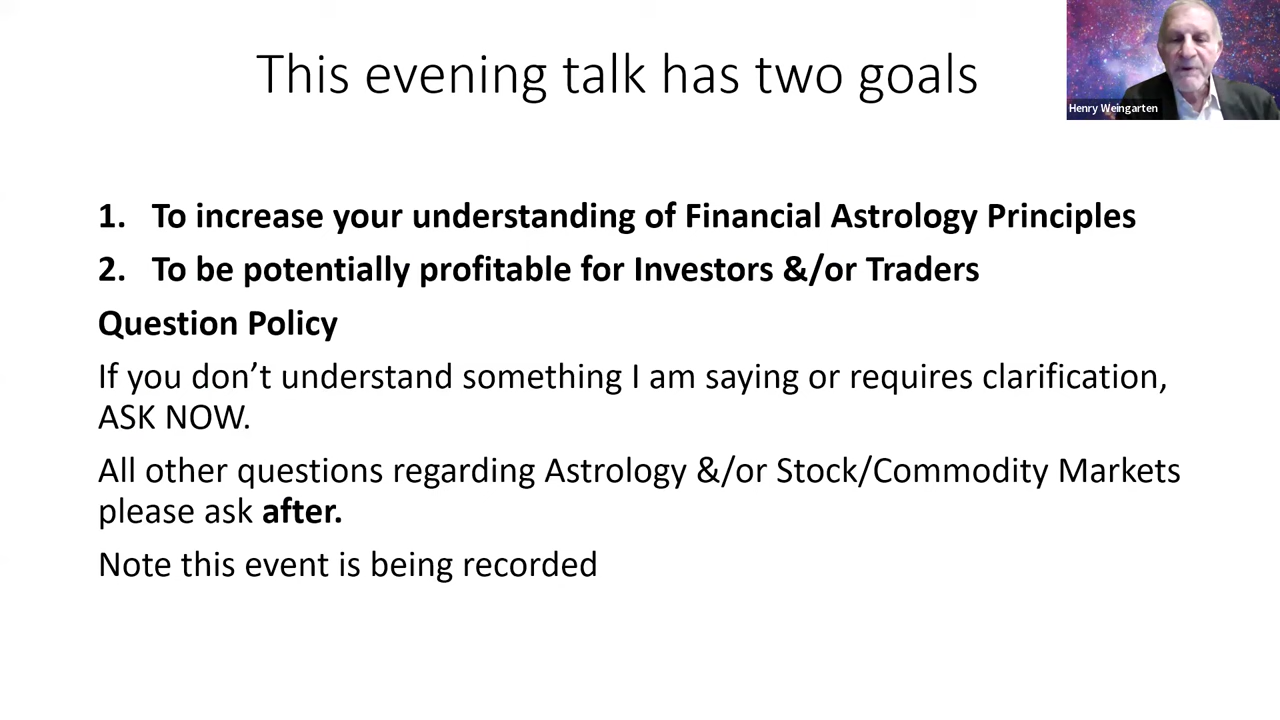 This evening talk has two goals
Henry Weingarten
1. To increase your understanding of Financial Astrology Principles
2. To be potentially profitable for Investors &/or Traders
Question Policy
If you don’t understand something I am saying or requires clarification,
ASK NOW.
All other questions regarding Astrology &/or Stock/Commodity Markets
please ask after.
Note this event is being recorded